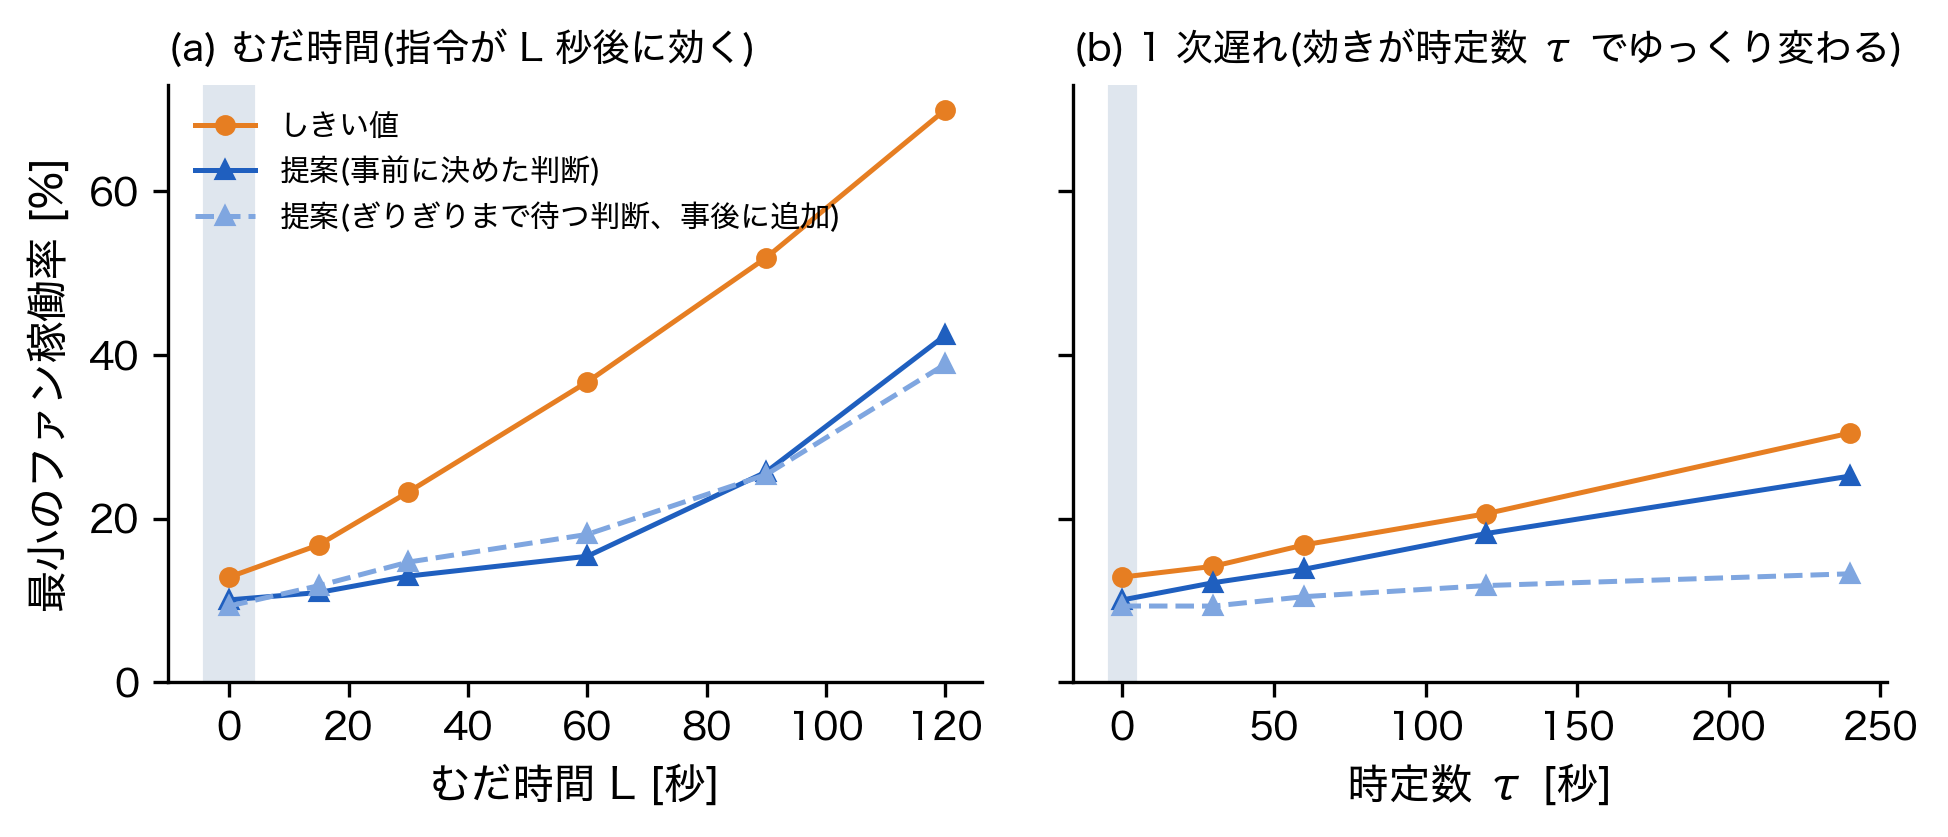 (a) むだ時間(指令が L 秒後に効く)
しきい値
提案(事前に決めた判断)
提案(ぎりぎりまで待つ判断、事後に追加)
最小のファン稼働率 [%]
60
40
20
0
0 20 40 60 80 100 120
むだ時間 L [秒]
(b) 1 次遅れ(効きが時定数 τ でゆっくり変わる)
0 50 100 150 200 250
時定数 τ [秒]